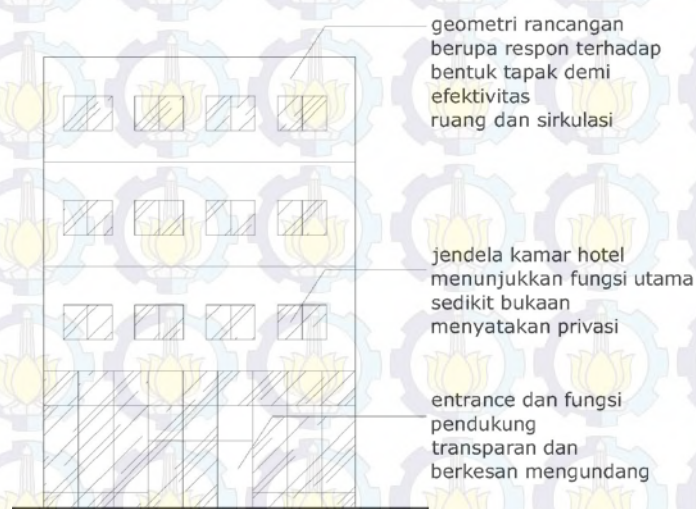 geometri rancangan
berupa respon terhadap
bentuk tapak demi
efektivitas
ruang dan sirkulasi
jendela kamar hotel
menunjukkan fungsi utama
sedikit bukaan
menyatakan privasi
entrance dan fungsi
pendukung
transparan dan
berkesan mengundang